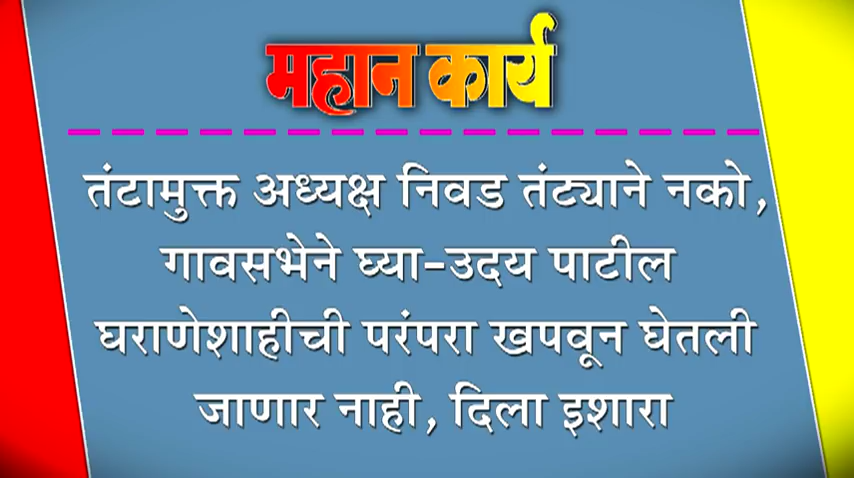 महान कार्य
तंटामुक्त अध्यक्ष निवड तंट्याने नको,
गावसभेने घ्या-उदय पाटील
घराणेशाहीची परंपरा खपवून घेतली
जाणार नाही, दिला इशारा